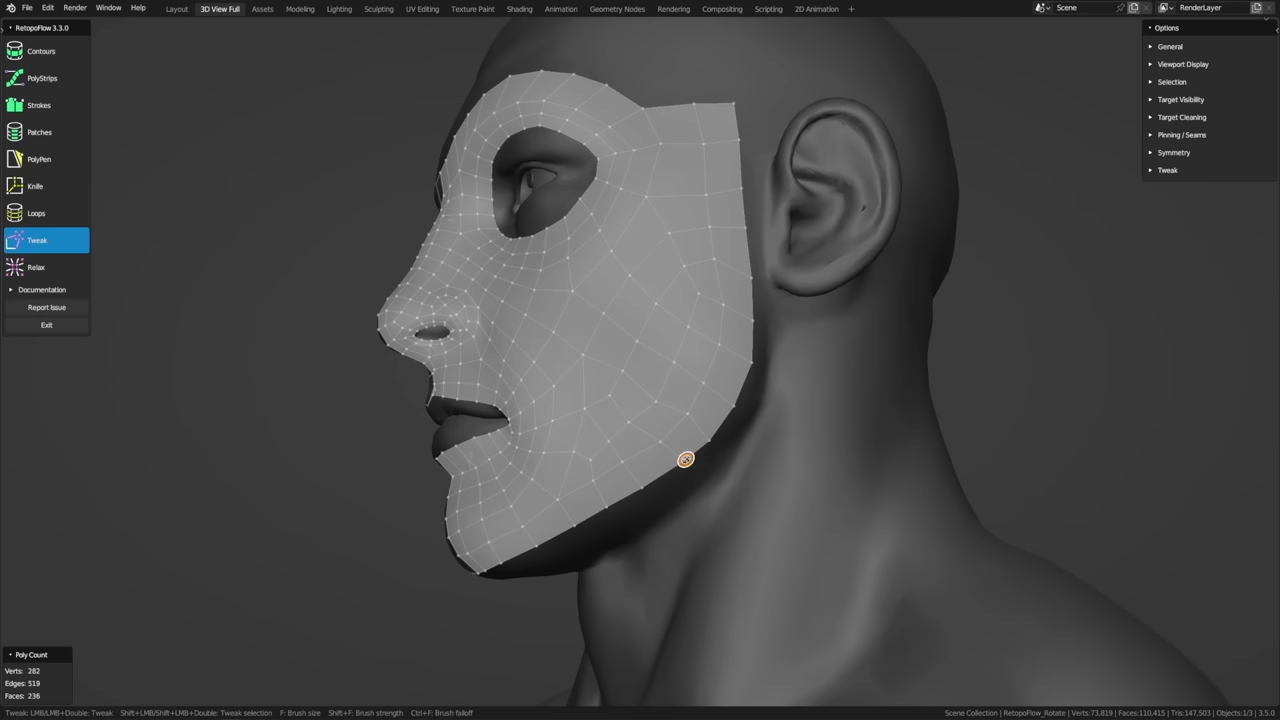 File Edit Render Window Help Layout 3D View Full Assets Modeling Lighting Sculpting UV Editing Texture Paint Shading Animation Geometry Nodes Rendering Compositing Scripting 2D Animation + Scene RenderLayer
RetopoFlow 3.3.0
Contours
PolyStrips
Strokes
Patches
PolyPen
Knife
Loops
Tweak
Relax
Documentation
Report Issue
Exit
Options
General
Viewport Display
Selection
Target Visibility
Target Cleaning
Pinning / Seams
Symmetry
Tweak
Poly Count
Verts: 282
Edges: 519
Faces: 236
Tweak: LMB/LMB+Double: Tweak Shift+LMB/Shift+LMB+Double: Tweak selection F: Brush size Shift+F: Brush strength Ctrl+F: Brush falloff Scene Collection | RetopoFlow_Rotate | Verts:73,819 | Faces:110,415 | Tris:147,503 | Objects:1/3 | 3.5.0